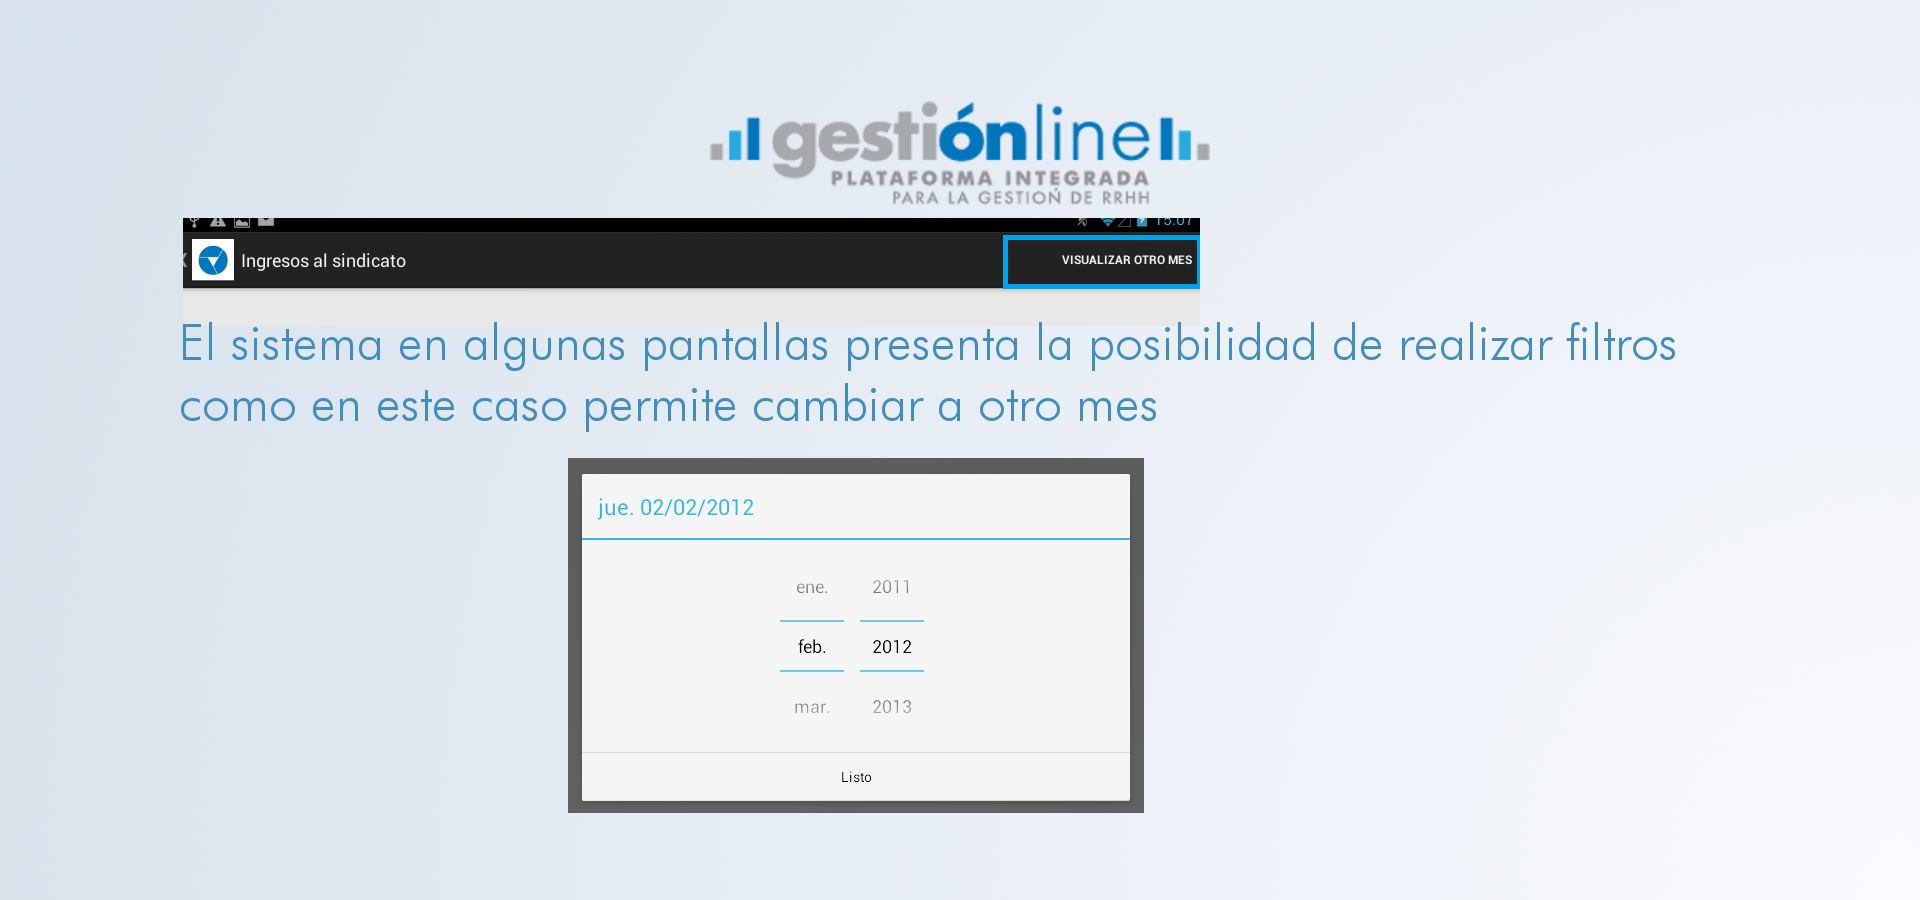 gestiónline
PLATAFORMA INTEGRADA
PARA LA GESTIÓN DE RRHH
15:07
Ingresos al sindicato
VISUALIZAR OTRO MES
El sistema en algunas pantallas presenta la posibilidad de realizar filtros
como en este caso permite cambiar a otro mes
jue. 02/02/2012
ene. 2011
feb. 2012
mar. 2013
Listo